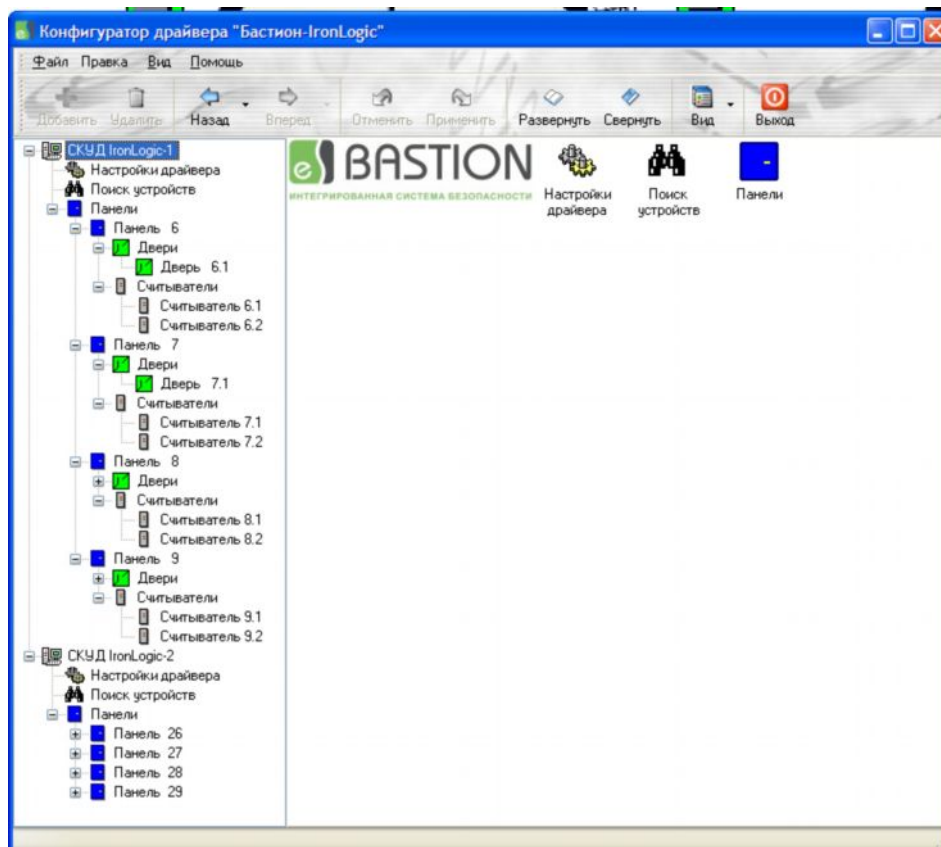 Конфигуратор драйвера "Бастион-IronLogic"
Файл Правка Вид Помощь
Добавить Удалить Назад Вперед Отменить Применить Развернуть Свернуть Вид Выход
СКУД IronLogic-1
Настройки драйвера
Поиск устройств
Панели
Панель 6
Двери
Дверь 6.1
Считыватели
Считыватель 6.1
Считыватель 6.2
Панель 7
Двери
Дверь 7.1
Считыватели
Считыватель 7.1
Считыватель 7.2
Панель 8
Двери
Считыватели
Считыватель 8.1
Считыватель 8.2
Панель 9
Двери
Считыватели
Считыватель 9.1
Считыватель 9.2
СКУД IronLogic-2
Настройки драйвера
Поиск устройств
Панели
Панель 26
Панель 27
Панель 28
Панель 29
es BASTION
ИНТЕГРИРОВАННАЯ СИСТЕМА БЕЗОПАСНОСТИ
Настройки драйвера
Поиск устройств
Панели